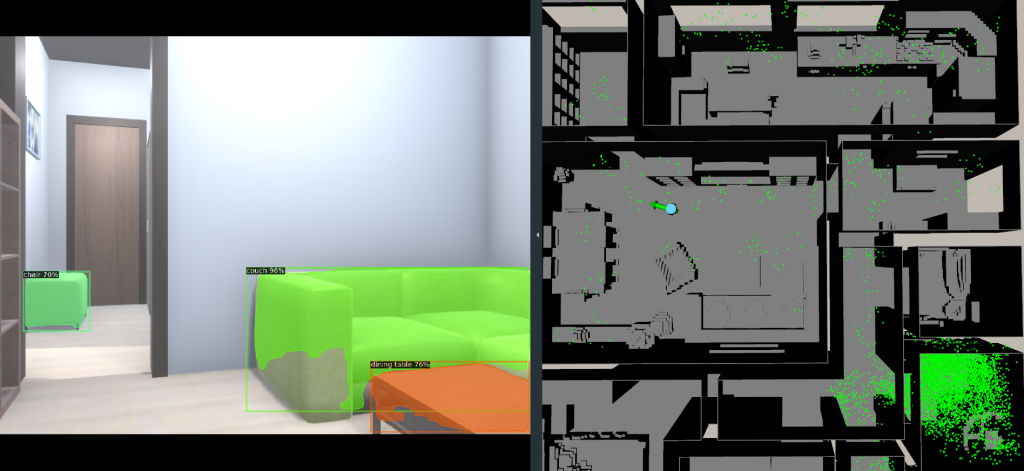 chair 70%
couch 96%
dining table 76%